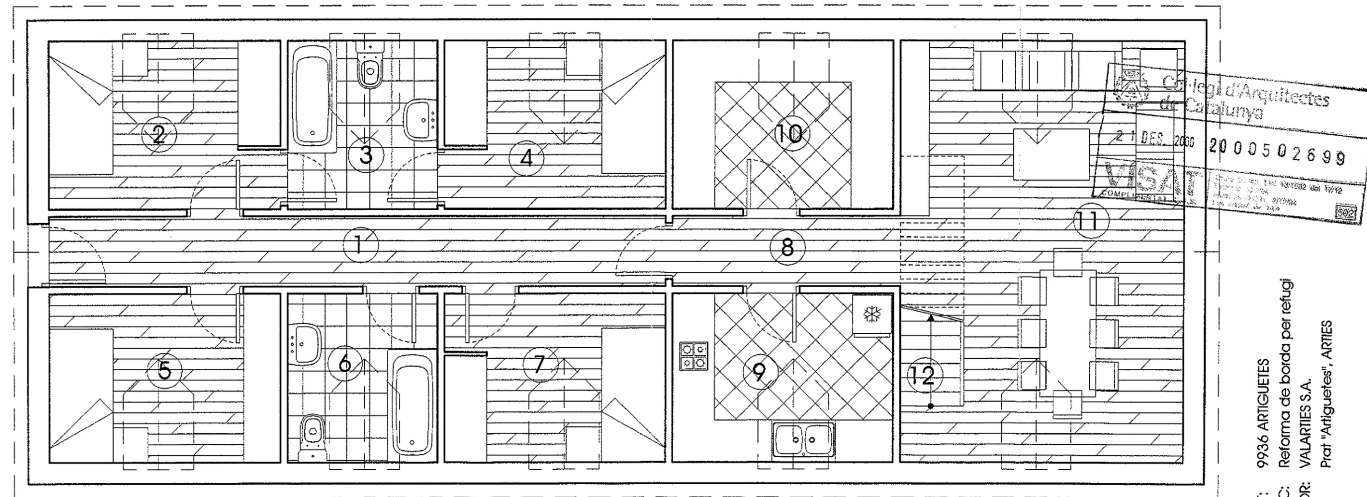 2
3
4
10
11
1
8
5
6
7
9
12
Col·legi d'Arquitectes
de Catalunya
21 DES. 2000 2000502699
VISAT
9936 ARTIGUETES
Reforma de borda per refugi
VALARTIES S.A.
Prat "Artiguetes", ARTIES